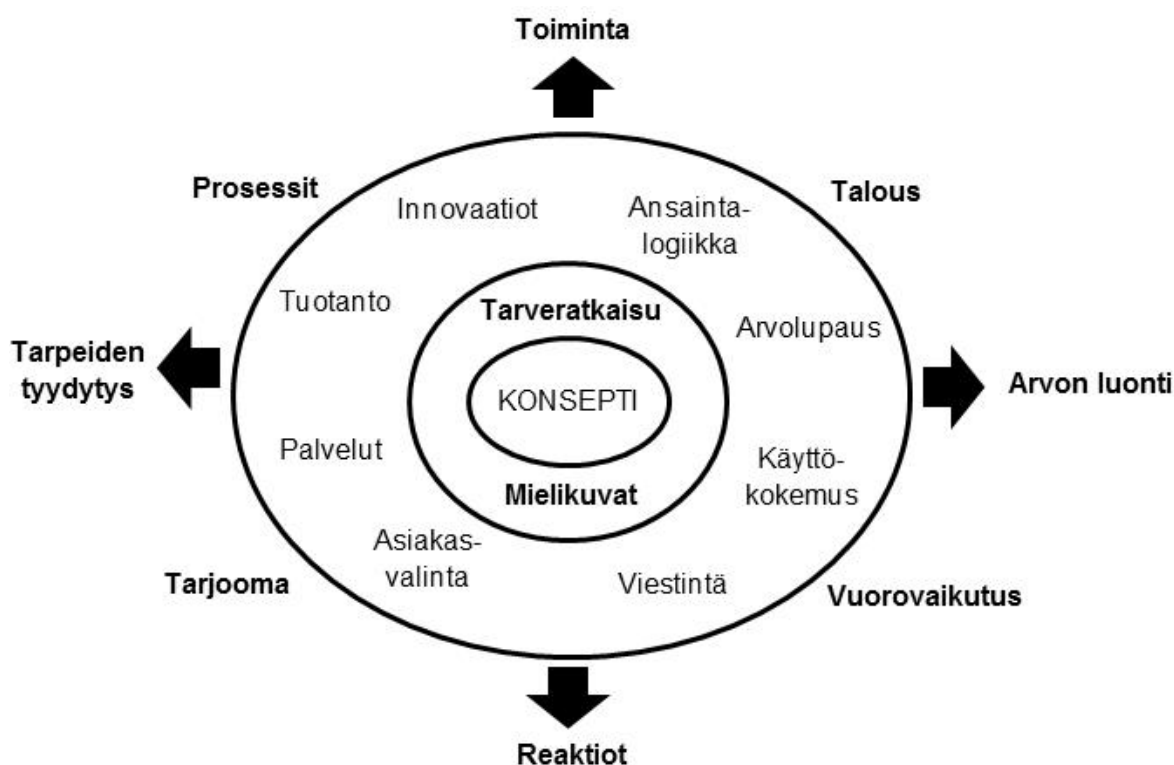 Toiminta
Prosessit
Talous
Innovaatiot
Ansainta-
logiikka
Tuotanto
Tarveratkaisu
Arvolupaus
Tarpeiden
tyydytys
KONSEPTI
Arvon luonti
Palvelut
Käyttö-
kokemus
Mielikuvat
Asiakas-
valinta
Viestintä
Tarjooma
Vuorovaikutus
Reaktiot